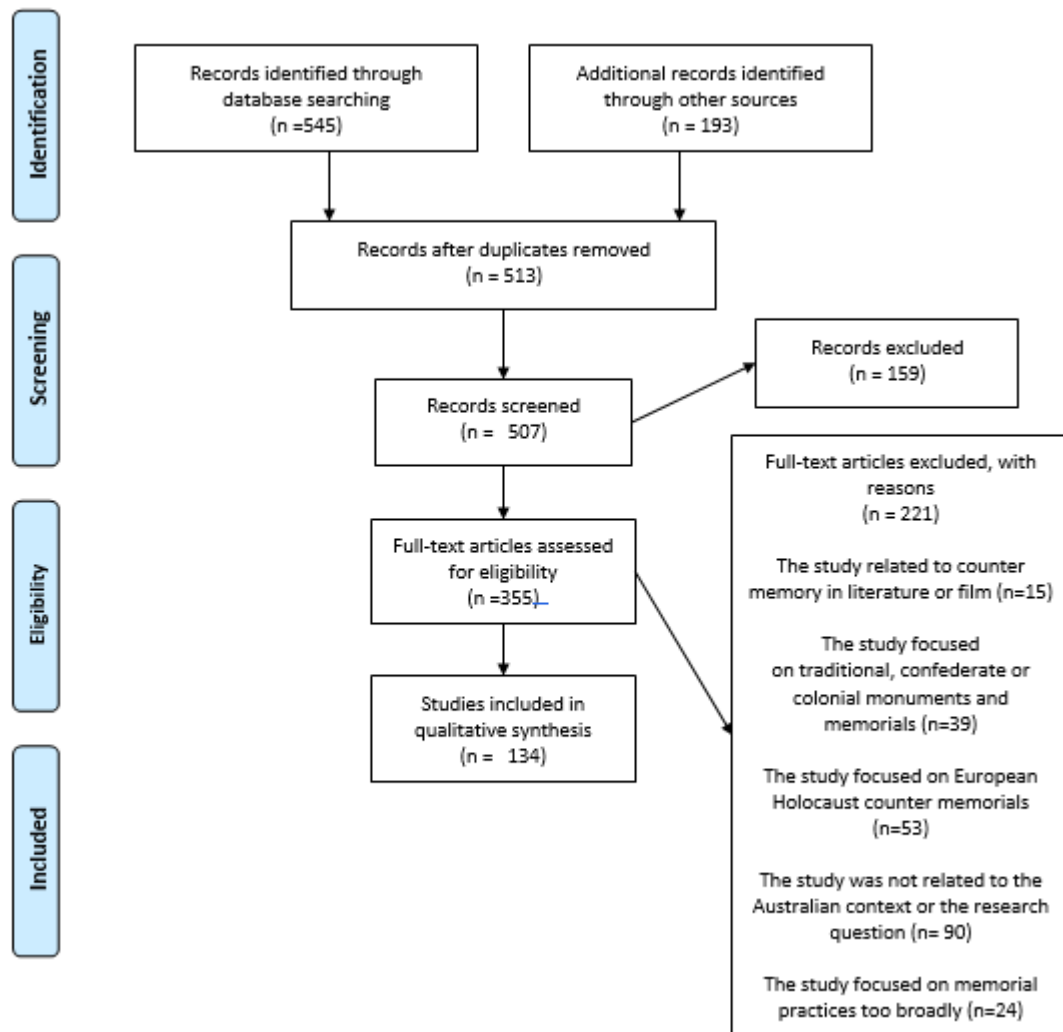 Identification
Records identified through
database searching
(n =545)
Additional records identified
through other sources
(n = 193)
Records after duplicates removed
(n = 513)
Screening
Records screened
(n =   507)
Records excluded
(n = 159)
Eligibility
Full-text articles assessed
for eligibility
(n =355)
Full-text articles excluded, with
reasons
(n = 221)
The study related to counter
memory in literature or film (n=15)
The study focused
on traditional, confederate or
colonial monuments and
memorials (n=39)
The study focused on European
Holocaust counter memorials
(n=53)
The study was not related to the
Australian context or the research
question (n= 90)
The study focused on memorial
practices too broadly (n=24)
Included
Studies included in
qualitative synthesis
(n =   134)